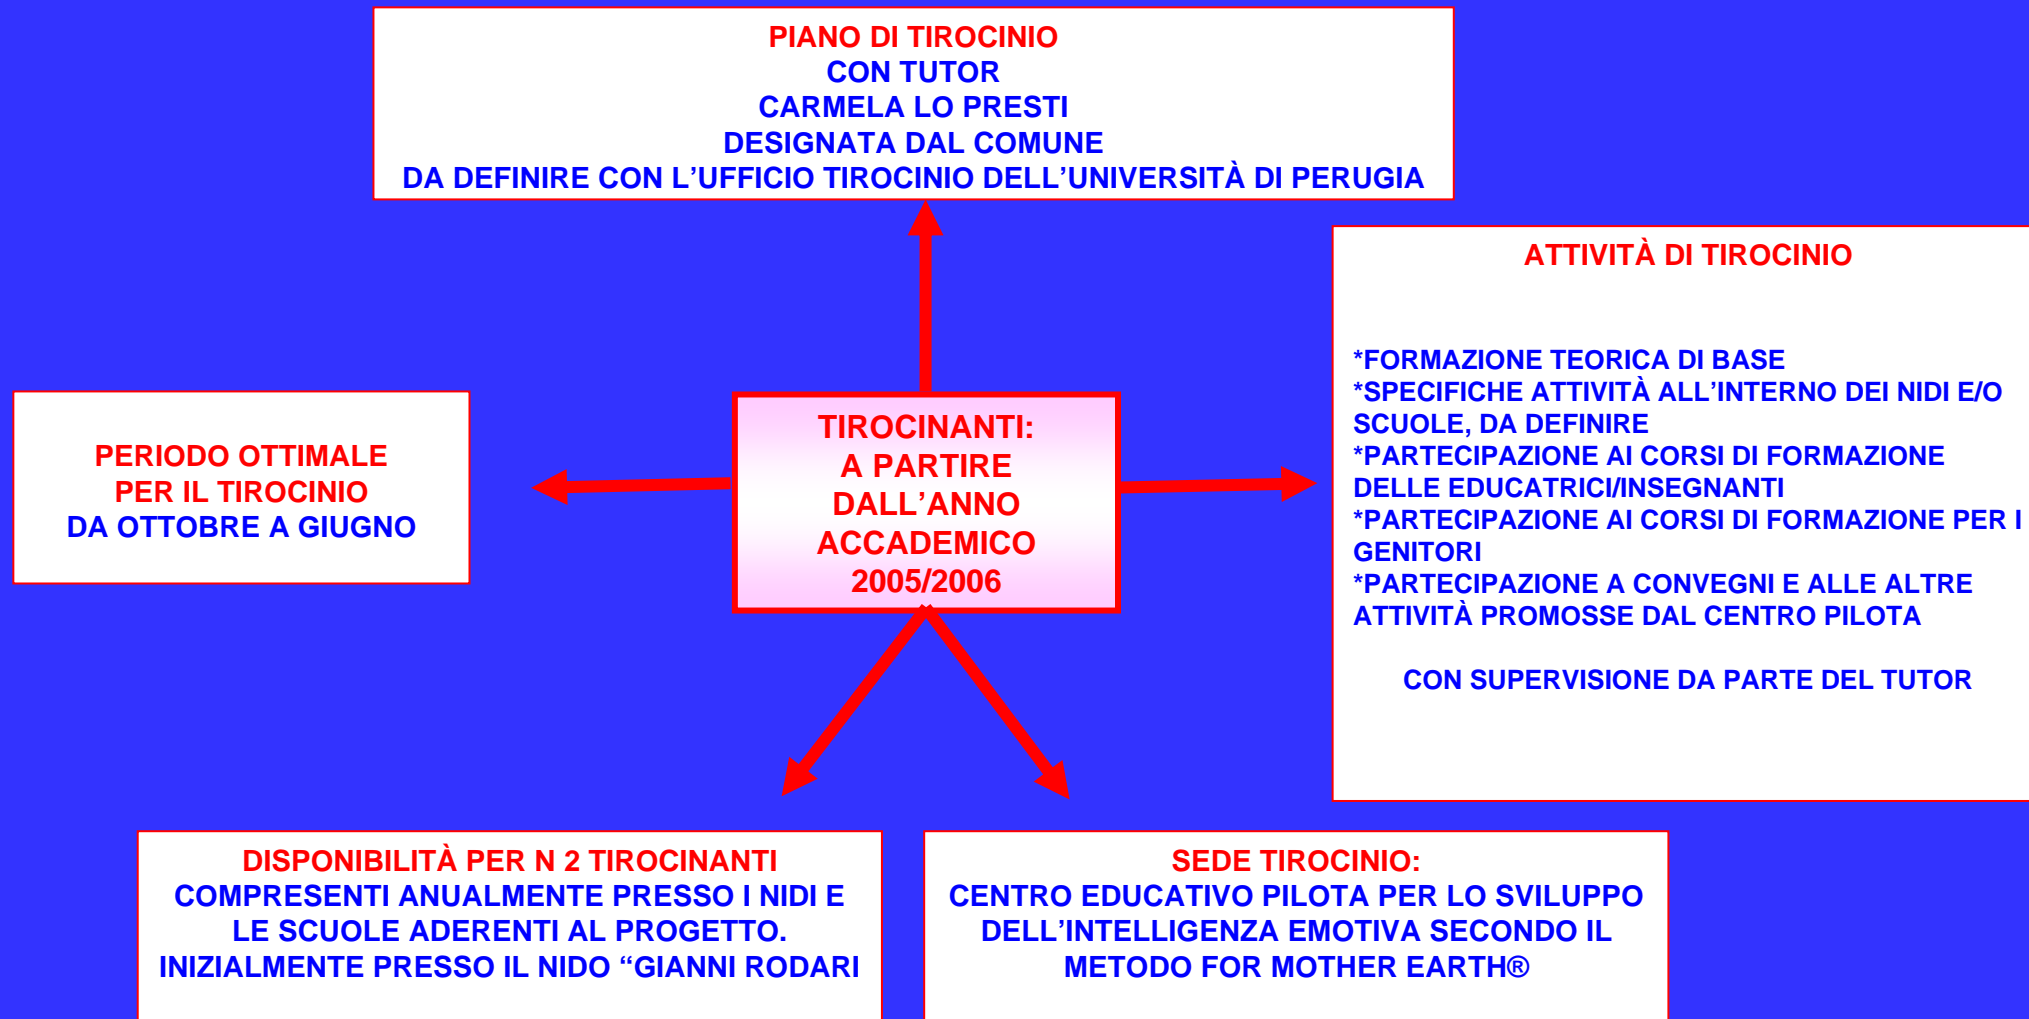 PIANO DI TIROCINIO
CON TUTOR
CARMELA LO PRESTI
DESIGNATA DAL COMUNE
DA DEFINIRE CON L’UFFICIO TIROCINIO DELL’UNIVERSITÀ DI PERUGIA
ATTIVITÀ DI TIROCINIO
*FORMAZIONE TEORICA DI BASE
*SPECIFICHE ATTIVITÀ ALL’INTERNO DEI NIDI E/O
SCUOLE, DA DEFINIRE
*PARTECIPAZIONE AI CORSI DI FORMAZIONE
DELLE EDUCATRICI/INSEGNANTI
*PARTECIPAZIONE AI CORSI DI FORMAZIONE PER I
GENITORI
*PARTECIPAZIONE A CONVEGNI E ALLE ALTRE
ATTIVITÀ PROMOSSE DAL CENTRO PILOTA
CON SUPERVISIONE DA PARTE DEL TUTOR
PERIODO OTTIMALE
PER IL TIROCINIO
DA OTTOBRE A GIUGNO
TIROCINANTI:
A PARTIRE
DALL’ANNO
ACCADEMICO
2005/2006
DISPONIBILITÀ PER N 2 TIROCINANTI
COMPRESENTI ANUALMENTE PRESSO I NIDI E
LE SCUOLE ADERENTI AL PROGETTO.
INIZIALMENTE PRESSO IL NIDO “GIANNI RODARI
SEDE TIROCINIO:
CENTRO EDUCATIVO PILOTA PER LO SVILUPPO
DELL’INTELLIGENZA EMOTIVA SECONDO IL
METODO FOR MOTHER EARTH®